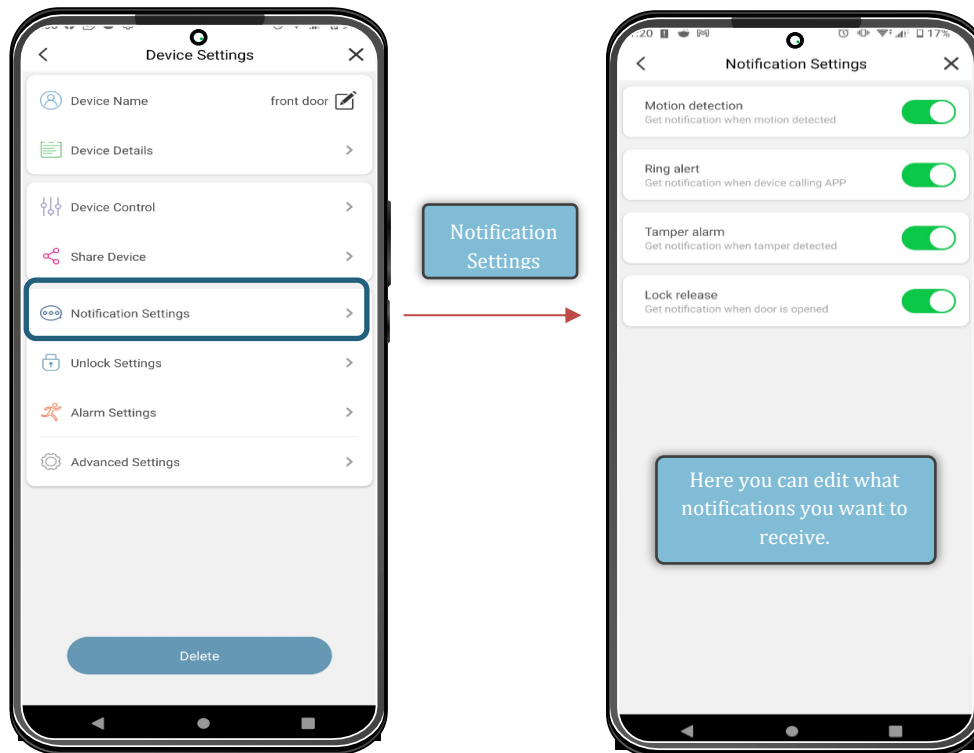 Device Settings
Device Name
front door
Device Details
Device Control
Share Device
Notification Settings
Unlock Settings
Alarm Settings
Advanced Settings
Delete
Notification
Settings
:20
17%
Notification Settings
Motion detection
Get notification when motion detected
Ring alert
Get notification when device calling APP
Tamper alarm
Get notification when tamper detected
Lock release
Get notification when door is opened
Here you can edit what
notifications you want to
receive.